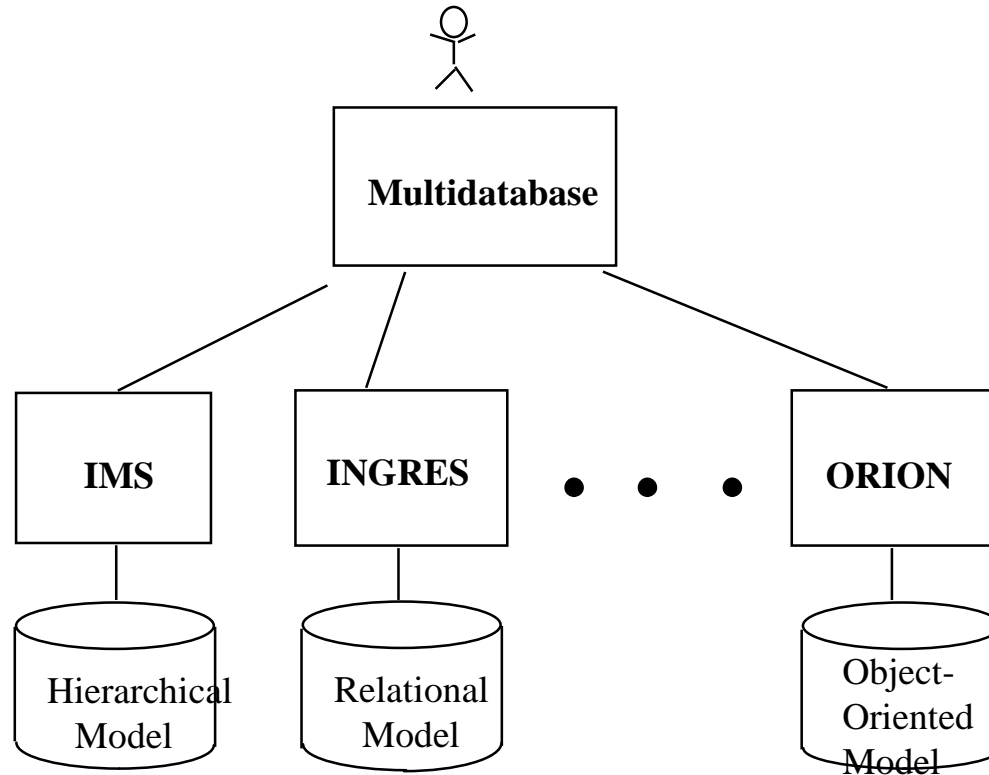 Multidatabase
IMS
INGRES
ORION
Hierarchical
Model
Relational
Model
Object-
Oriented
Model